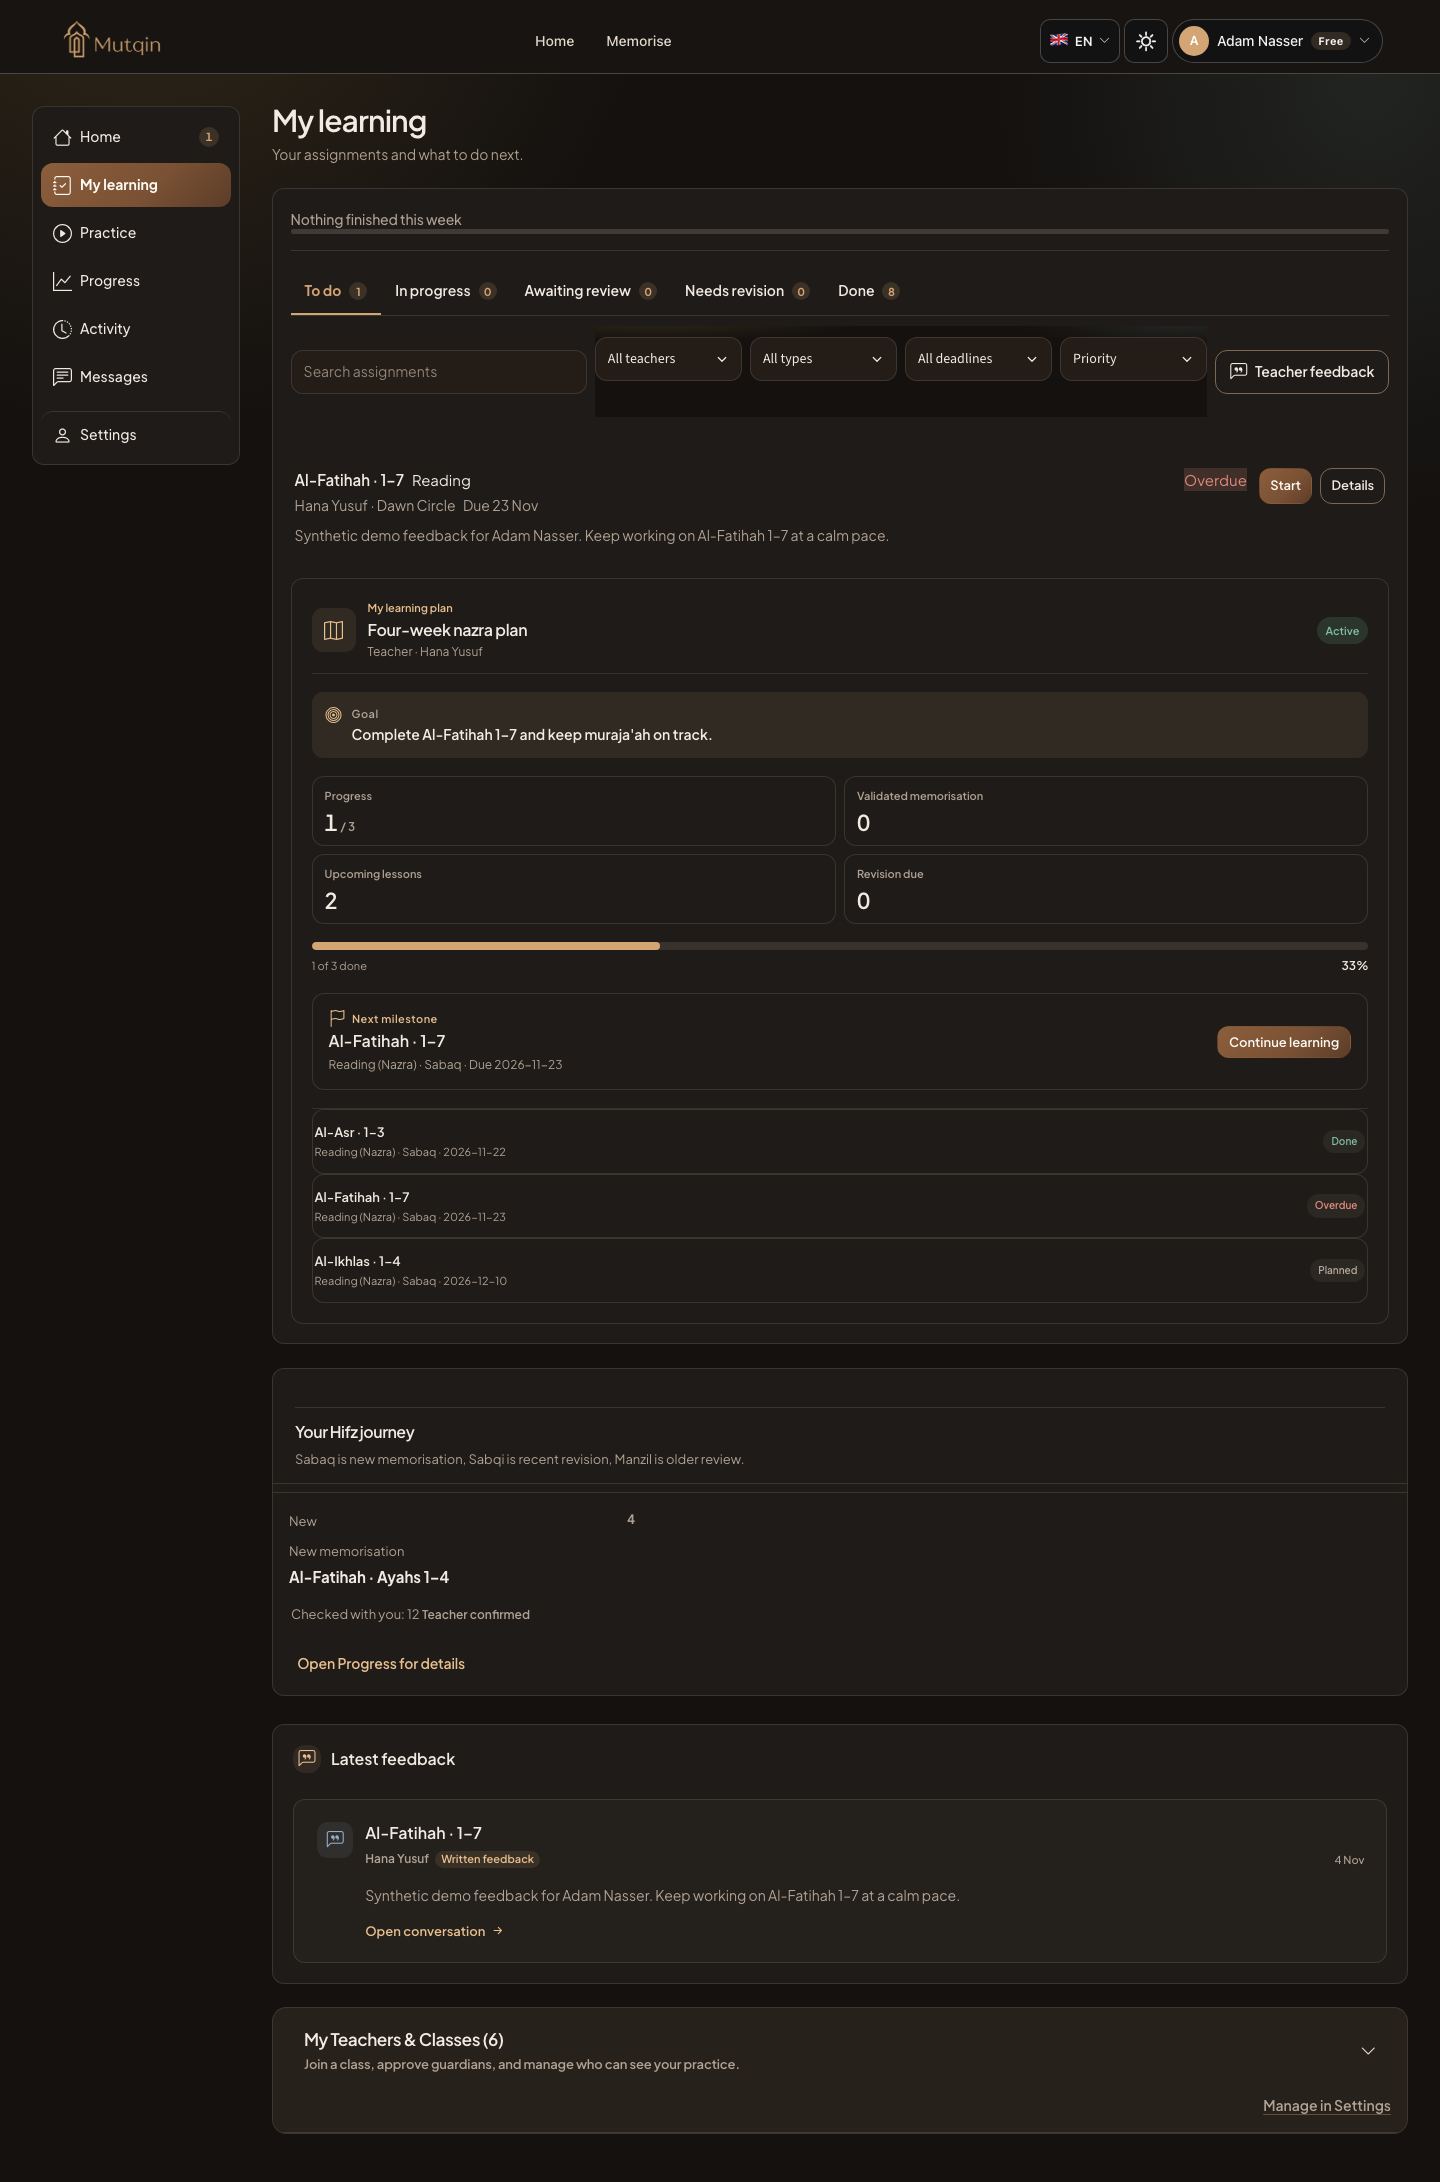 Mutqin
Home
Memorise
EN
A
Adam Nasser
Free
Home
1
My learning
Practice
Progress
Activity
Messages
Settings
My learning
Your assignments and what to do next.
Nothing finished this week
To do 1
In progress 0
Awaiting review 0
Needs revision 0
Done 8
Search assignments
All teachers
All types
All deadlines
Priority
Teacher feedback
Al-Fatihah · 1–7 Reading
Overdue
Start
Details
Hana Yusuf · Dawn Circle Due 23 Nov
Synthetic demo feedback for Adam Nasser. Keep working on Al-Fatihah 1–7 at a calm pace.
My learning plan
Four-week nazra plan
Teacher · Hana Yusuf
Active
Goal
Complete Al-Fatihah 1–7 and keep muraja'ah on track.
Progress
1 / 3
Validated memorisation
0
Upcoming lessons
2
Revision due
0
1 of 3 done
33%
Next milestone
Al-Fatihah · 1–7
Reading (Nazra) · Sabaq · Due 2026-11-23
Continue learning
Al-Asr · 1–3
Reading (Nazra) · Sabaq · 2026-11-22
Done
Al-Fatihah · 1–7
Reading (Nazra) · Sabaq · 2026-11-23
Overdue
Al-Ikhlas · 1–4
Reading (Nazra) · Sabaq · 2026-12-10
Planned
Your Hifz journey
Sabaq is new memorisation, Sabqi is recent revision, Manzil is older review.
New
4
New memorisation
Al-Fatihah · Ayahs 1–4
Checked with you: 12 Teacher confirmed
Open Progress for details
Latest feedback
Al-Fatihah · 1–7
Hana Yusuf Written feedback
4 Nov
Synthetic demo feedback for Adam Nasser. Keep working on Al-Fatihah 1–7 at a calm pace.
Open conversation →
My Teachers & Classes (6)
Join a class, approve guardians, and manage who can see your practice.
Manage in Settings